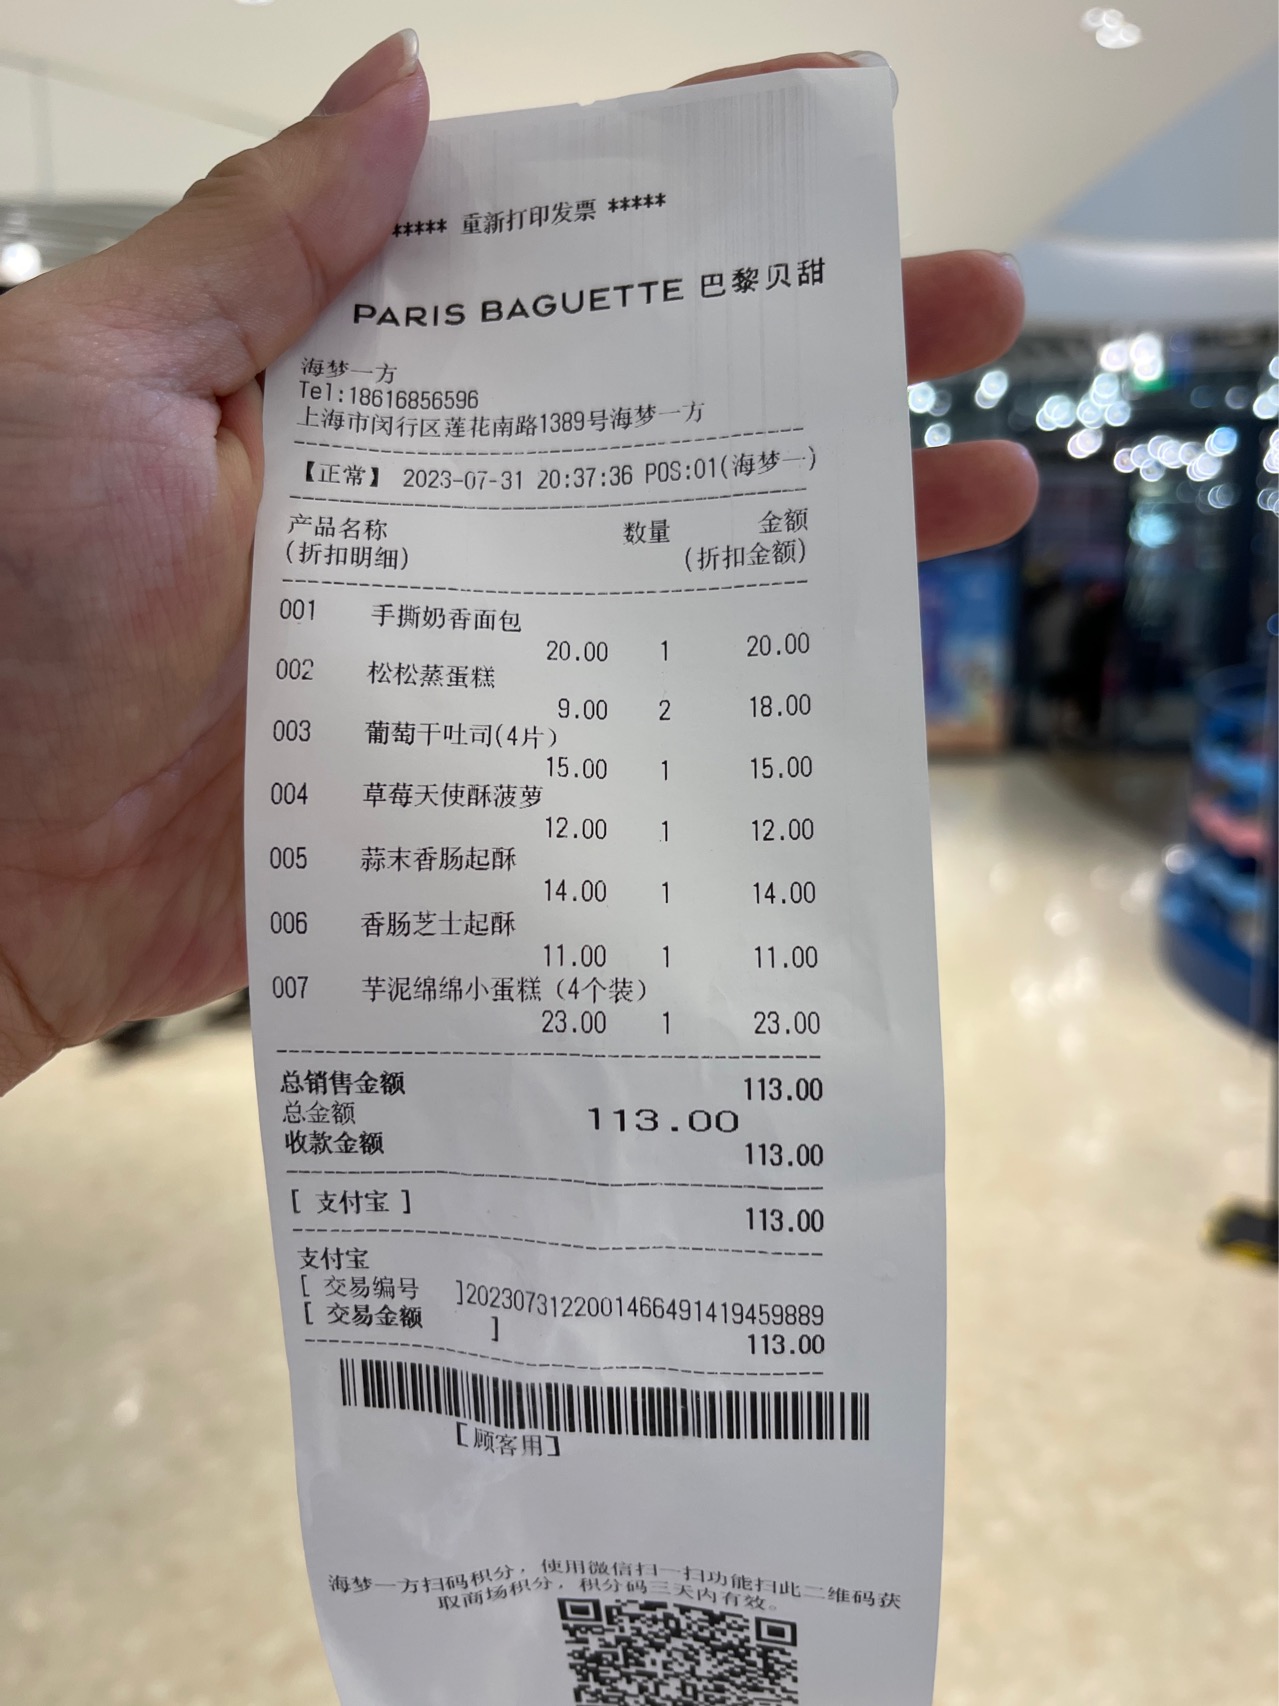 ***** 重新打印发票 *****
PARIS BAGUETTE 巴黎贝甜
海梦一方
Tel:18616856596
上海市闵行区莲花南路1389号海梦一方
【正常】 2023-07-31 20:37:36 POS:01(海梦一)
产品名称 数量 金额
(折扣明细) (折扣金额)
001 手撕奶香面包
20.00 1 20.00
002 松松蒸蛋糕
9.00 2 18.00
003 葡萄干吐司(4片)
15.00 1 15.00
004 草莓天使酥菠萝
12.00 1 12.00
005 蒜末香肠起酥
14.00 1 14.00
006 香肠芝士起酥
11.00 1 11.00
007 芋泥绵绵小蛋糕（4个装）
23.00 1 23.00
总销售金额 113.00
总金额 113.00
收款金额 113.00
[ 支付宝 ] 113.00
支付宝
[ 交易编号 ]2023073122001466491419459889
[ 交易金额 ] 113.00
[顾客用]
海梦一方扫码积分，使用微信扫一扫功能扫此二维码获
取商场积分，积分码三天内有效。